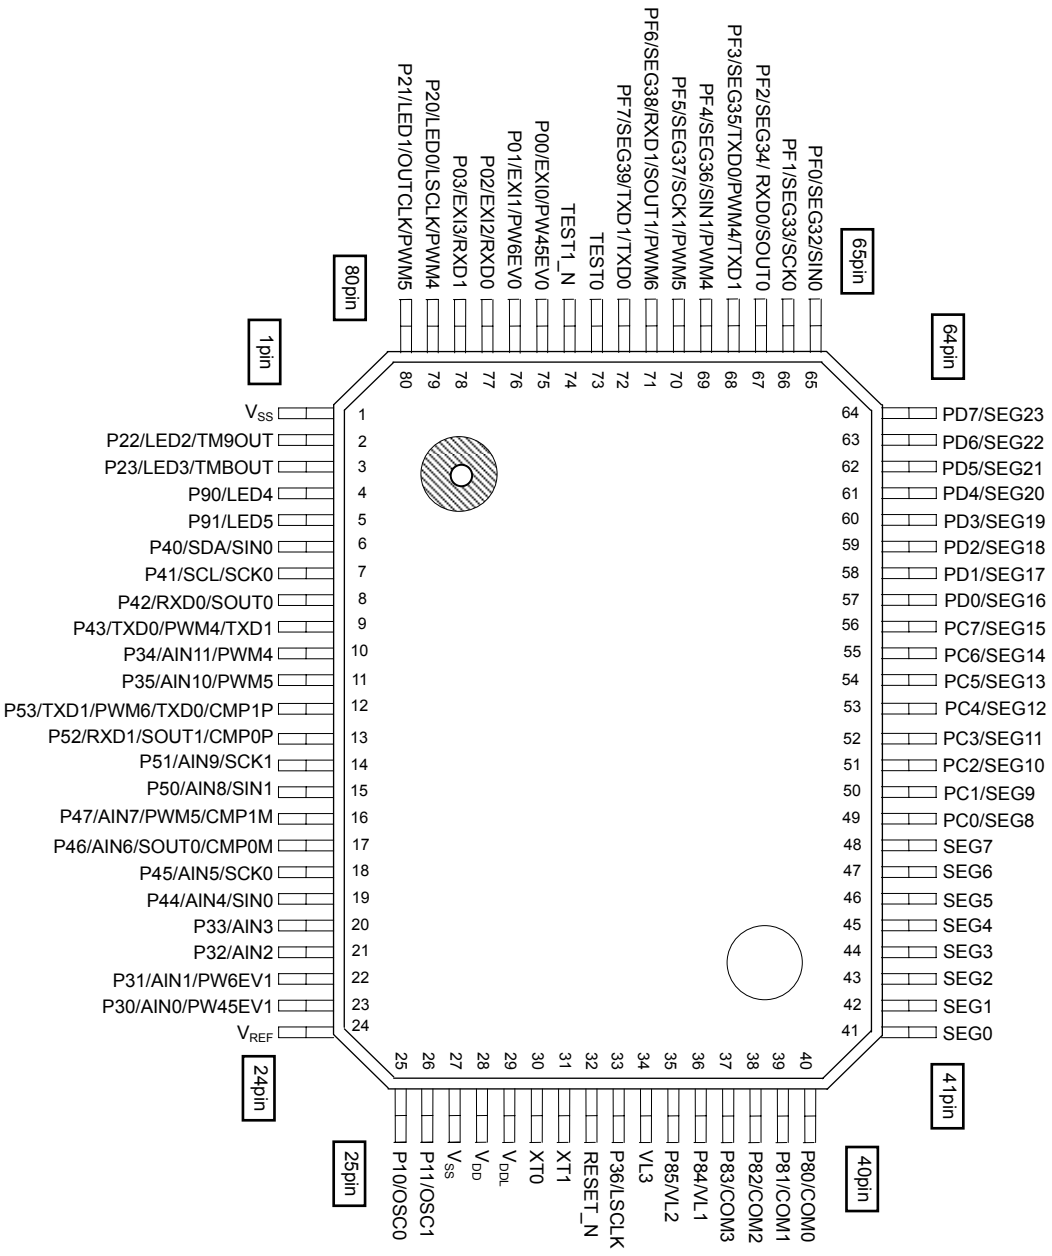 P21/LED1/OUTCLK/PWM5
P20/LED0/LSCLK/PWM4
P03/EXI3/RXD1
P02/EXI2/RXD0
P01/EXI1/PW6EV0
P00/EXI0/PW45EV0
TEST1_N
TEST0
PF7/SEG39/TXD1/TXD0
PF6/SEG38/RXD1/SOUT1/PWM6
PF5/SEG37/SCK1/PWM5
PF4/SEG36/SIN1/PWM4
PF3/SEG35/TXD0/PWM4/TXD1
PF2/SEG34/ RXD0/SOUT0
PF1/SEG33/SCK0
PF0/SEG32/SIN0
80pin
65pin
1pin
64pin
80
79
78
77
76
75
74
73
72
71
70
69
68
67
66
65
VSS 1
P22/LED2/TM9OUT 2
P23/LED3/TMBOUT 3
P90/LED4 4
P91/LED5 5
P40/SDA/SIN0 6
P41/SCL/SCK0 7
P42/RXD0/SOUT0 8
P43/TXD0/PWM4/TXD1 9
P34/AIN11/PWM4 10
P35/AIN10/PWM5 11
P53/TXD1/PWM6/TXD0/CMP1P 12
P52/RXD1/SOUT1/CMP0P 13
P51/AIN9/SCK1 14
P50/AIN8/SIN1 15
P47/AIN7/PWM5/CMP1M 16
P46/AIN6/SOUT0/CMP0M 17
P45/AIN5/SCK0 18
P44/AIN4/SIN0 19
P33/AIN3 20
P32/AIN2 21
P31/AIN1/PW6EV1 22
P30/AIN0/PW45EV1 23
VREF 24
64 PD7/SEG23
63 PD6/SEG22
62 PD5/SEG21
61 PD4/SEG20
60 PD3/SEG19
59 PD2/SEG18
58 PD1/SEG17
57 PD0/SEG16
56 PC7/SEG15
55 PC6/SEG14
54 PC5/SEG13
53 PC4/SEG12
52 PC3/SEG11
51 PC2/SEG10
50 PC1/SEG9
49 PC0/SEG8
48 SEG7
47 SEG6
46 SEG5
45 SEG4
44 SEG3
43 SEG2
42 SEG1
41 SEG0
25
26
27
28
29
30
31
32
33
34
35
36
37
38
39
40
24pin
41pin
25pin
40pin
P10/OSC0
P11/OSC1
VSS
VDD
VDDL
XT0
XT1
RESET_N
P36/LSCLK
VL3
P85/VL2
P84/VL1
P83/COM3
P82/COM2
P81/COM1
P80/COM0